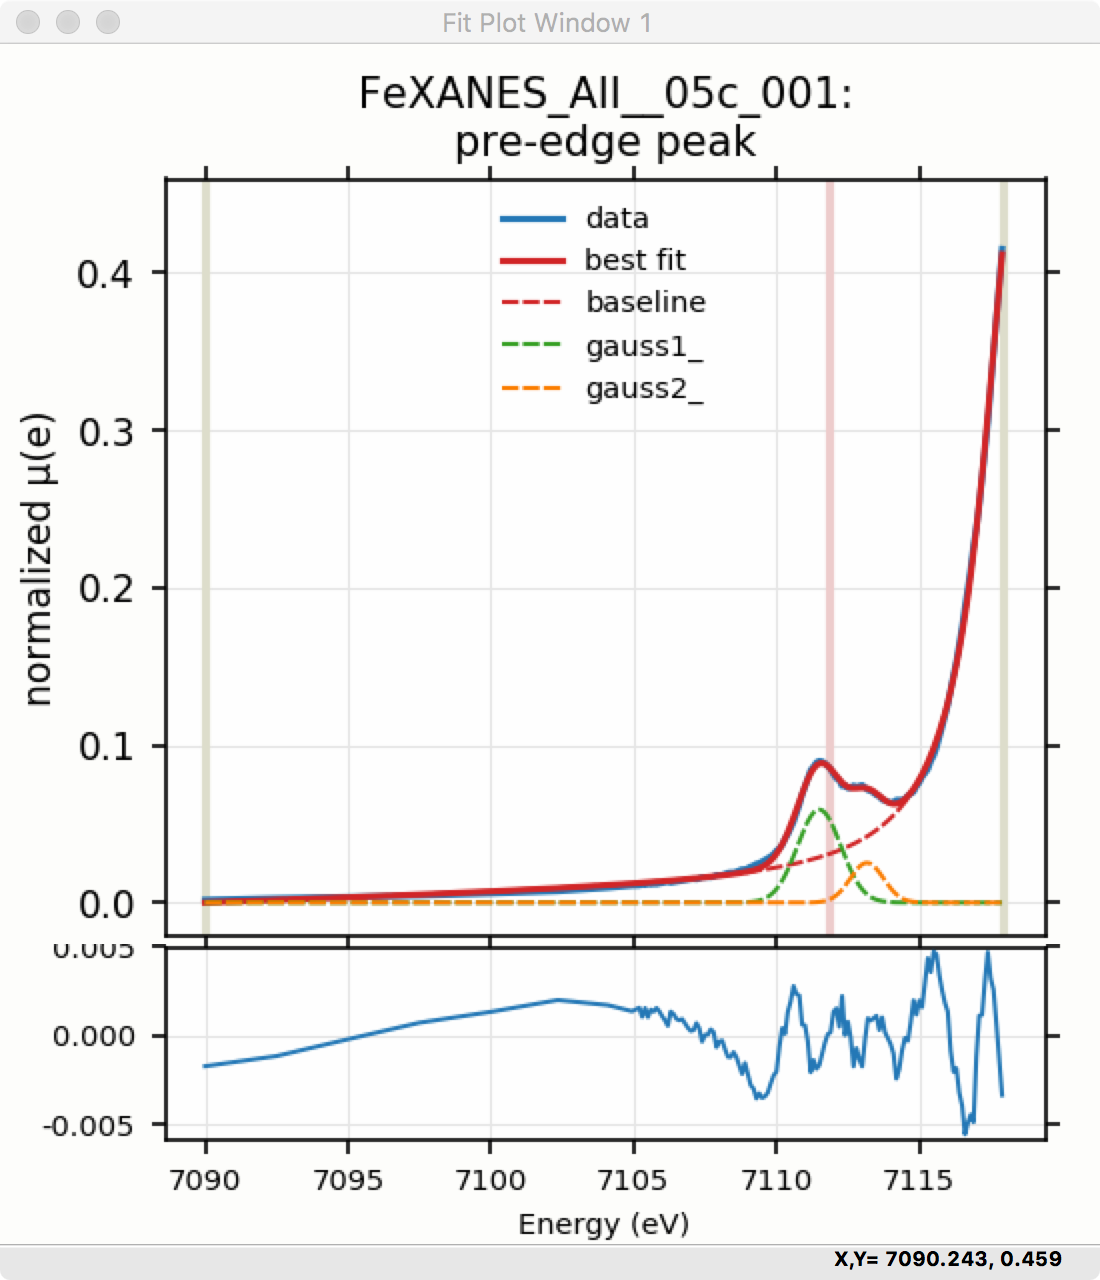 Fit Plot Window 1
FeXANES_All__05c_001:
pre-edge peak
data
best fit
baseline
gauss1_
gauss2_
normalized μ(e)
0.4
0.3
0.2
0.1
0.0
0.005
0.000
-0.005
7090 7095 7100 7105 7110 7115
Energy (eV)
X,Y= 7090.243, 0.459